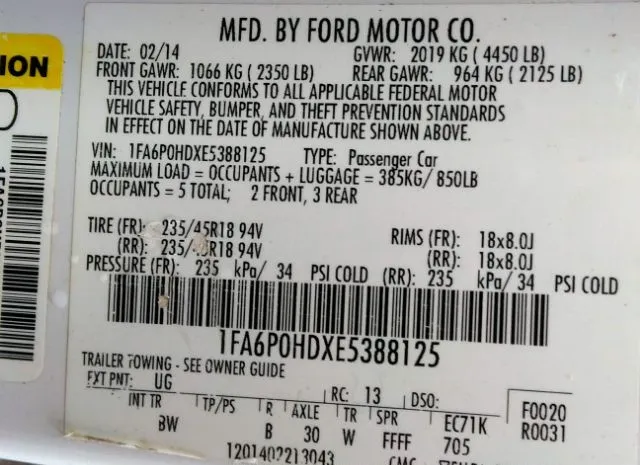 MFD. BY FORD MOTOR CO.
DATE: 02/14 GVWR: 2019 KG ( 4450 LB)
FRONT GAWR: 1066 KG ( 2350 LB) REAR GAWR: 964 KG ( 2125 LB)
THIS VEHICLE CONFORMS TO ALL APPLICABLE FEDERAL MOTOR
VEHICLE SAFETY, BUMPER, AND THEFT PREVENTION STANDARDS
IN EFFECT ON THE DATE OF MANUFACTURE SHOWN ABOVE.
VIN: 1FA6P0HDXE5388125 TYPE: Passenger Car
MAXIMUM LOAD = OCCUPANTS + LUGGAGE = 385KG/ 850LB
OCCUPANTS = 5 TOTAL; 2 FRONT, 3 REAR
TIRE (FR): 235/45R18 94V RIMS (FR): 18x8.0J
(RR): 235/45R18 94V (RR): 18x8.0J
PRESSURE (FR): 235 kPa/ 34 PSI COLD (RR): 235 kPa/ 34 PSI COLD
1FA6P0HDXE5388125
TRAILER TOWING - SEE OWNER GUIDE
EXT PNT: UG RC: 13 DSO: F0020
INT TR TP/PS R AXLE TR SPR EC71K R0031
BW B 30 W FFFF 705
1201402213043
ION